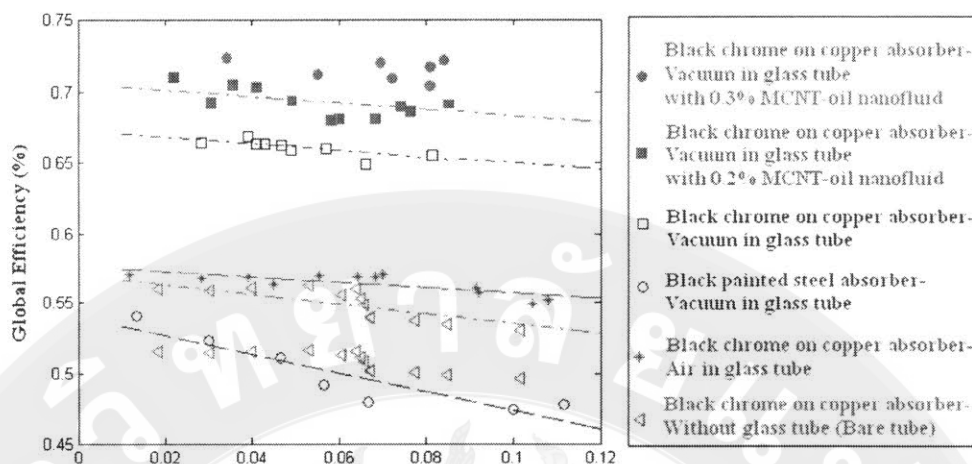 0.75
0.7
0.65
0.6
0.55
0.5
0.45
Global Efficiency (%)
0
0.02
0.04
0.06
0.08
0.1
0.12
Black chrome on copper absorber-
Vacuum in glass tube
with 0.3% MCNT-oil nanofluid
Black chrome on copper absorber-
Vacuum in glass tube
with 0.2% MCNT-oil nanofluid
Black chrome on copper absorber-
Vacuum in glass tube
Black painted steel absorber-
Vacuum in glass tube
Black chrome on copper absorber-
Air in glass tube
Black chrome on copper absorber-
Without glass tube (Bare tube)